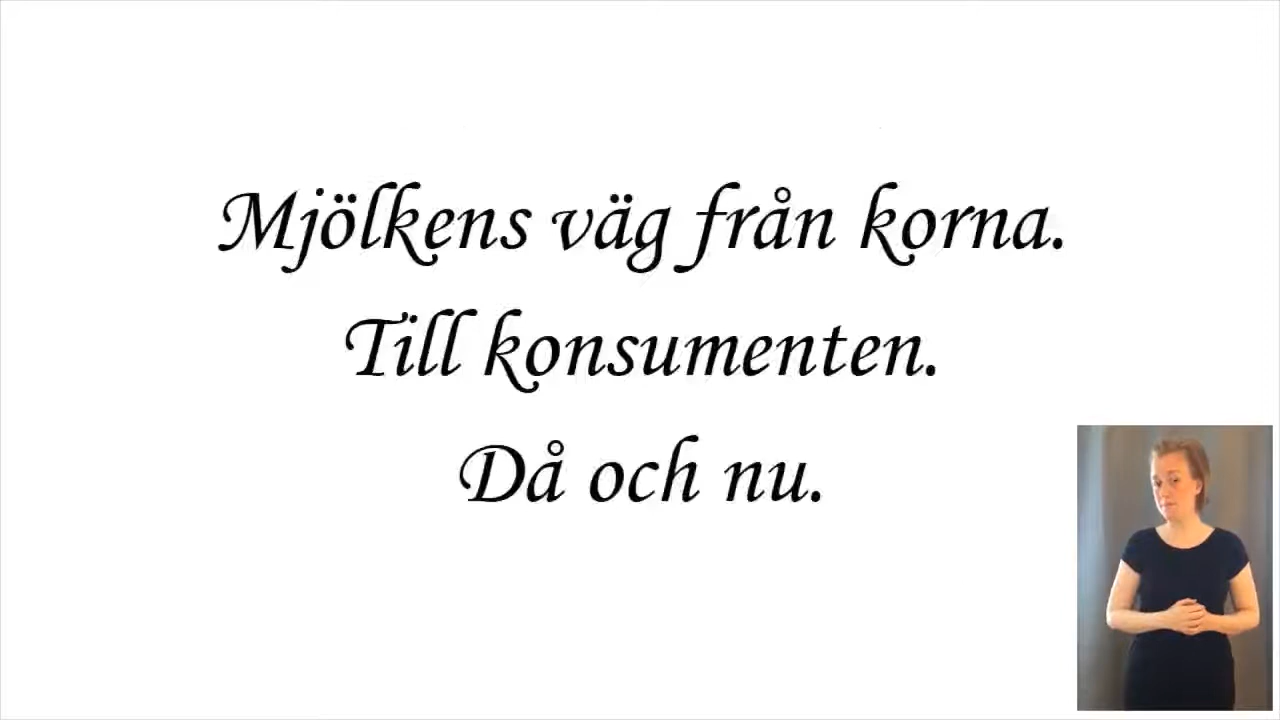 Mjölkens väg från korna.
Till konsumenten.
Då och nu.